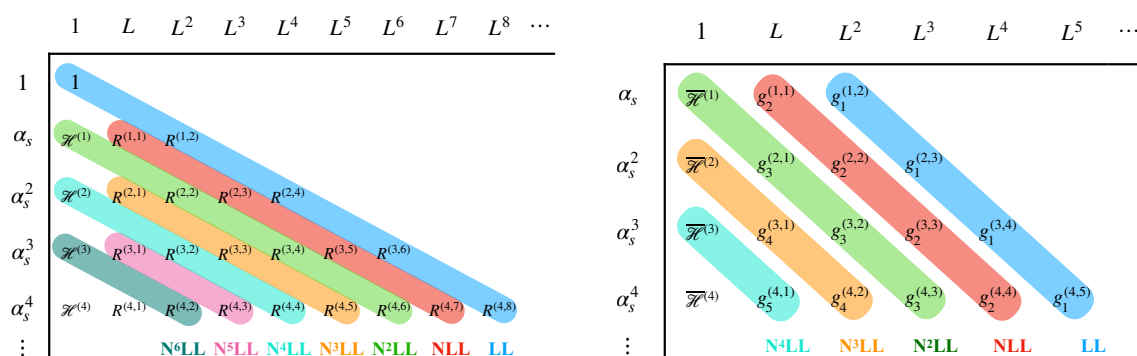 1 L L² L³ L⁴ L⁵ L⁶ L⁷ L⁸ ⋯
1 1
αₛ ℋ⁽¹⁾ R⁽¹,¹⁾ R⁽¹,²⁾
αₛ² ℋ⁽²⁾ R⁽²,¹⁾ R⁽²,²⁾ R⁽²,³⁾ R⁽²,⁴⁾
αₛ³ ℋ⁽³⁾ R⁽³,¹⁾ R⁽³,²⁾ R⁽³,³⁾ R⁽³,⁴⁾ R⁽³,⁵⁾ R⁽³,⁶⁾
αₛ⁴ ℋ⁽⁴⁾ R⁽⁴,¹⁾ R⁽⁴,²⁾ R⁽⁴,³⁾ R⁽⁴,⁴⁾ R⁽⁴,⁵⁾ R⁽⁴,⁶⁾ R⁽⁴,⁷⁾ R⁽⁴,⁸⁾
⋮ N⁶LL N⁵LL N⁴LL N³LL N²LL NLL LL
1 L L² L³ L⁴ L⁵ ⋯
αₛ ℋ̅⁽¹⁾ g₂⁽¹,¹⁾ g₁⁽¹,²⁾
αₛ² ℋ̅⁽²⁾ g₃⁽²,¹⁾ g₂⁽²,²⁾ g₁⁽²,³⁾
αₛ³ ℋ̅⁽³⁾ g₄⁽³,¹⁾ g₃⁽³,²⁾ g₂⁽³,³⁾ g₁⁽³,⁴⁾
αₛ⁴ ℋ̅⁽⁴⁾ g₅⁽⁴,¹⁾ g₄⁽⁴,²⁾ g₃⁽⁴,³⁾ g₂⁽⁴,⁴⁾ g₁⁽⁴,⁵⁾
⋮ N⁴LL N³LL N²LL NLL LL